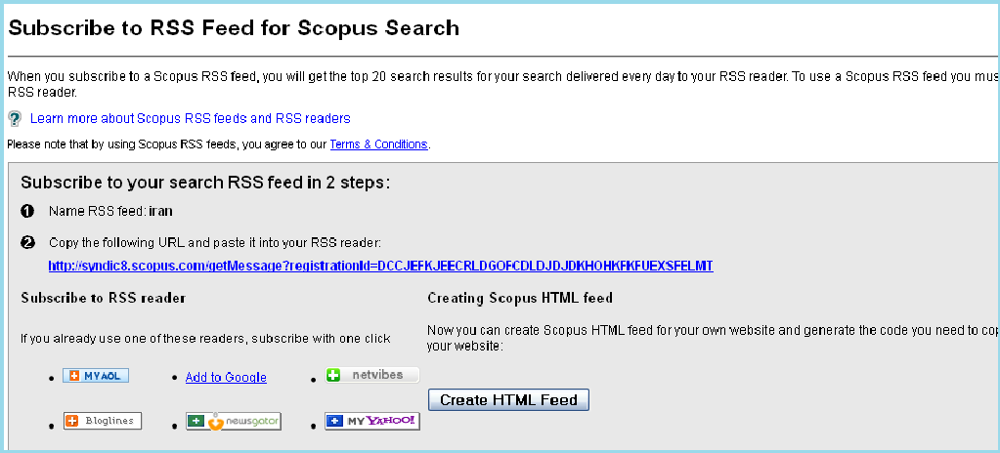 Subscribe to RSS Feed for Scopus Search
When you subscribe to a Scopus RSS feed, you will get the top 20 search results for your search delivered every day to your RSS reader. To use a Scopus RSS feed you mus
RSS reader.
? Learn more about Scopus RSS feeds and RSS readers
Please note that by using Scopus RSS feeds, you agree to our Terms & Conditions.
Subscribe to your search RSS feed in 2 steps:
1 Name RSS feed: iran
2 Copy the following URL and paste it into your RSS reader:
http://syndic8.scopus.com/getMessage?registrationId=DCCJEFKJEECRLDGOFCDLDJDJDKHOHKFKFUEXSFELMT
Subscribe to RSS reader
If you already use one of these readers, subscribe with one click
MY AOL
Add to Google
netvibes
Bloglines
newsgator
MY YAHOO!
Creating Scopus HTML feed
Now you can create Scopus HTML feed for your own website and generate the code you need to cop
your website:
Create HTML Feed